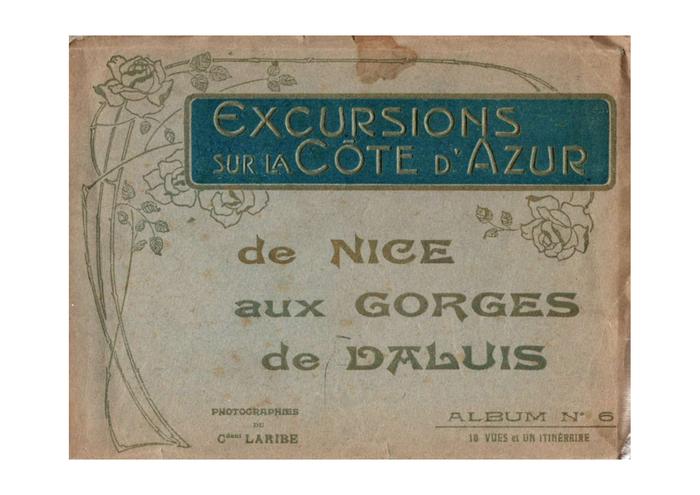 EXCURSIONS
SUR LA CÔTE D'AZUR
de NICE
aux GORGES
de DALUIS
PHOTOGRAPHIES
DU
Cdant LARIBE
ALBUM N° 6
18 VUES et UN ITINÉRAIRE